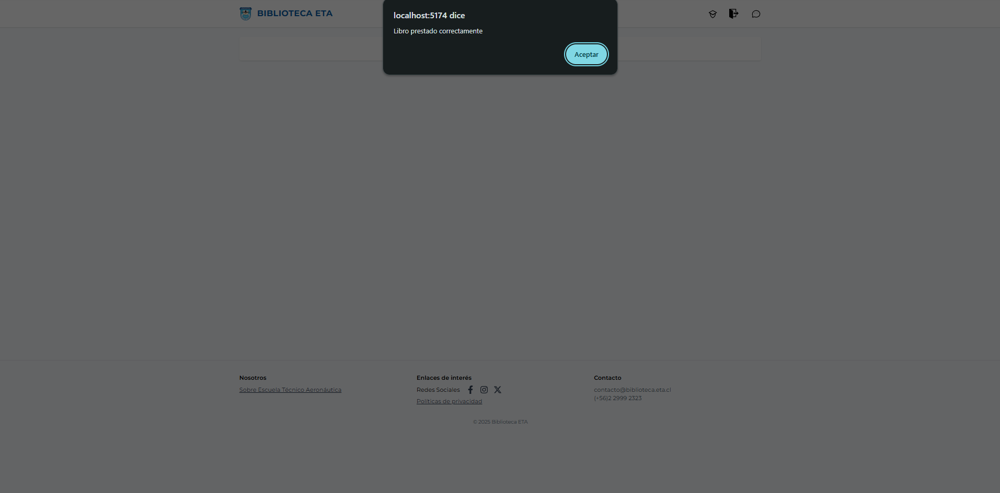 BIBLIOTECA ETA
localhost:5174 dice
Libro prestado correctamente
Aceptar
Nosotros
Sobre Escuela Técnico Aeronáutica
Enlaces de interés
Redes Sociales
Políticas de privacidad
Contacto
contacto@biblioteca.eta.cl
(+56)2 2999 2323
© 2025 Biblioteca ETA